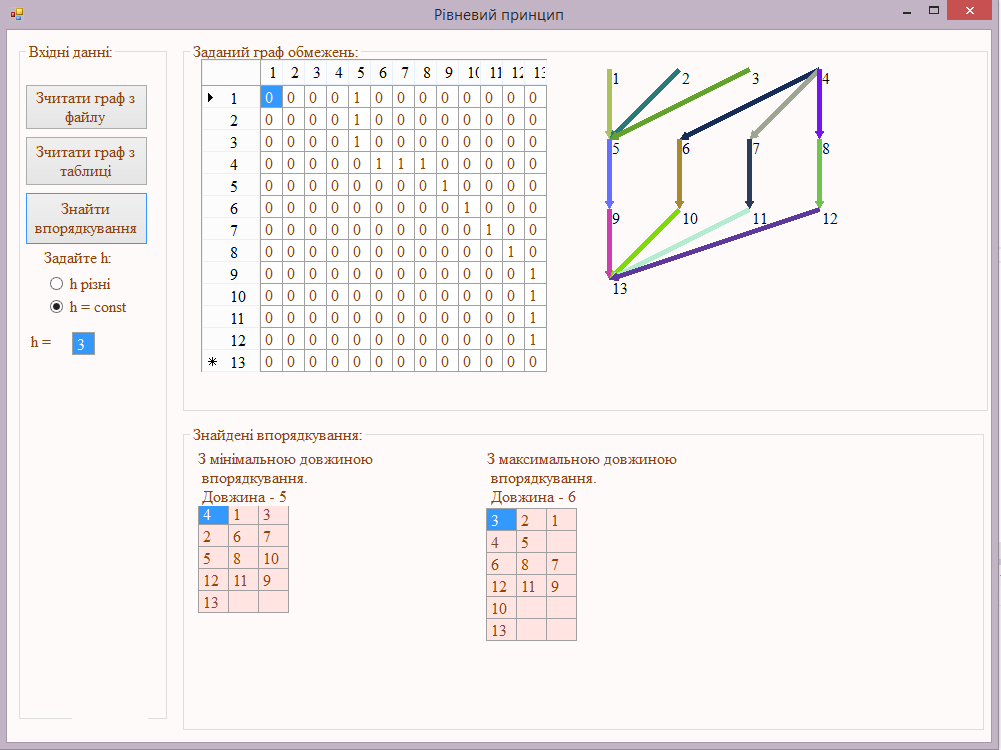 Рівневий принцип
Вхідні данні:
Зчитати граф з
файлу
Зчитати граф з
таблиці
Знайти
впорядкування
Задайте h:
h різні
h = const
h = 3
Заданий граф обмежень:
1 2 3 4 5 6 7 8 9 10 11 12 13
1 0 0 0 0 1 0 0 0 0 0 0 0 0
2 0 0 0 0 1 0 0 0 0 0 0 0 0
3 0 0 0 0 1 0 0 0 0 0 0 0 0
4 0 0 0 0 0 1 1 1 0 0 0 0 0
5 0 0 0 0 0 0 0 0 1 0 0 0 0
6 0 0 0 0 0 0 0 0 0 1 0 0 0
7 0 0 0 0 0 0 0 0 0 0 1 0 0
8 0 0 0 0 0 0 0 0 0 0 0 1 0
9 0 0 0 0 0 0 0 0 0 0 0 0 1
10 0 0 0 0 0 0 0 0 0 0 0 0 1
11 0 0 0 0 0 0 0 0 0 0 0 0 1
12 0 0 0 0 0 0 0 0 0 0 0 0 1
* 13 0 0 0 0 0 0 0 0 0 0 0 0 0
1 2 3 4
5 6 7 8
9 10 11 12
13
Знайдені впорядкування:
З мінімальною довжиною
впорядкування.
Довжина - 5
4 1 3
2 6 7
5 8 10
12 11 9
13
З максимальною довжиною
впорядкування.
Довжина - 6
3 2 1
4 5
6 8 7
12 11 9
10
13